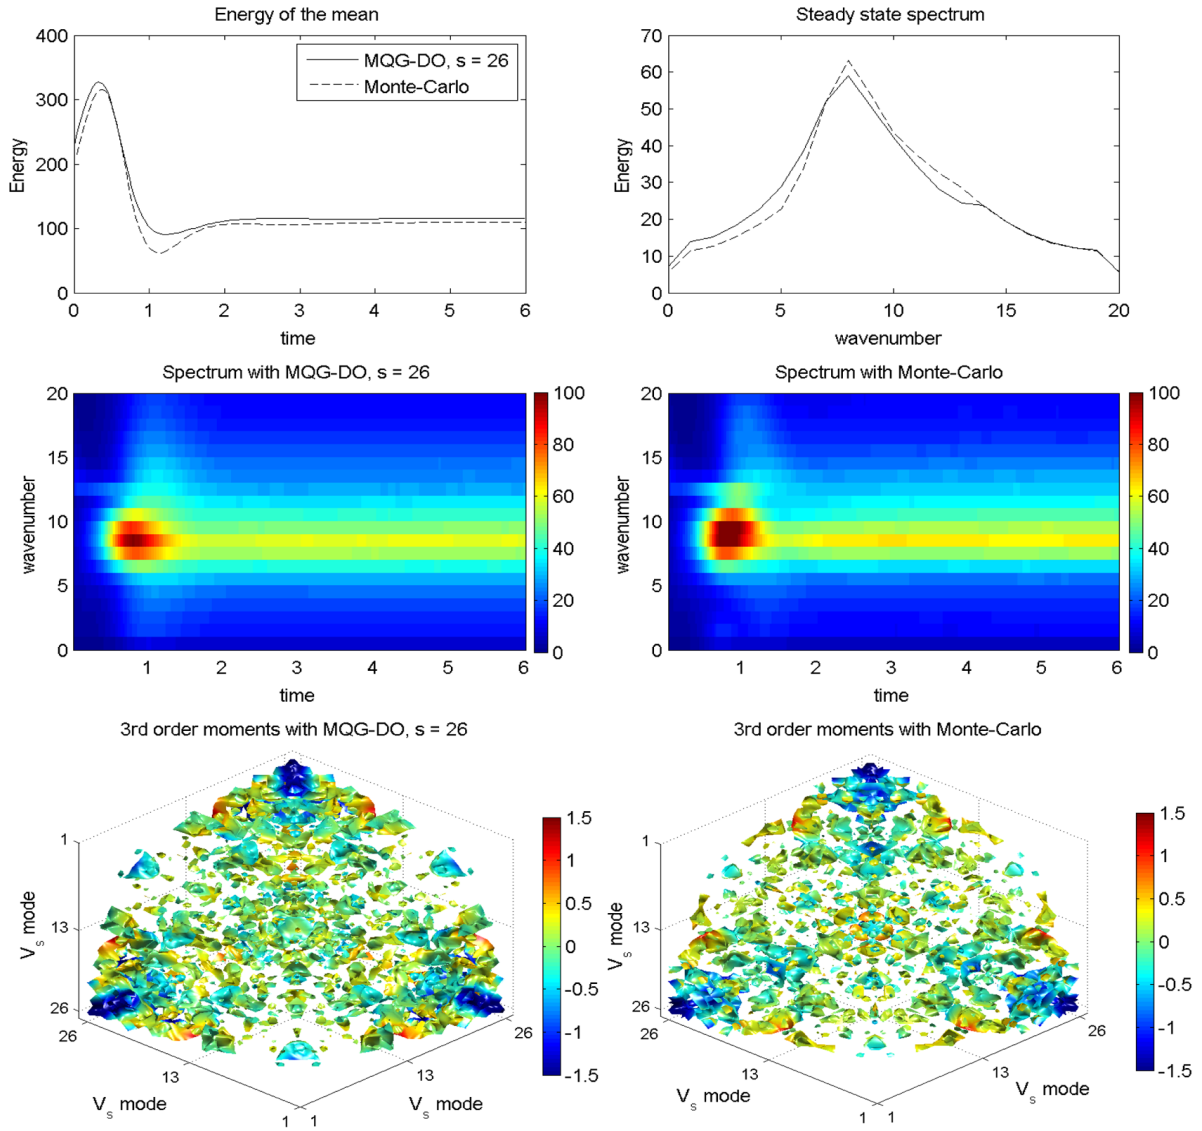 Energy of the mean
400
300
200
100
0
Energy
MQG-DO, s = 26
Monte-Carlo
0 1 2 3 4 5 6
time
Steady state spectrum
70
60
50
40
30
20
10
0
Energy
0 5 10 15 20
wavenumber
Spectrum with MQG-DO, s = 26
20
15
10
5
0
wavenumber
1 2 3 4 5 6
time
100
80
60
40
20
0
Spectrum with Monte-Carlo
20
15
10
5
0
wavenumber
1 2 3 4 5 6
time
100
80
60
40
20
0
3rd order moments with MQG-DO, s = 26
1
13
26
V_s mode
26
13
1
V_s mode
1
13
26
V_s mode
1.5
1
0.5
0
−0.5
−1
−1.5
3rd order moments with Monte-Carlo
1
13
26
V_s mode
26
13
1
V_s mode
1
13
26
V_s mode
1.5
1
0.5
0
−0.5
−1
−1.5